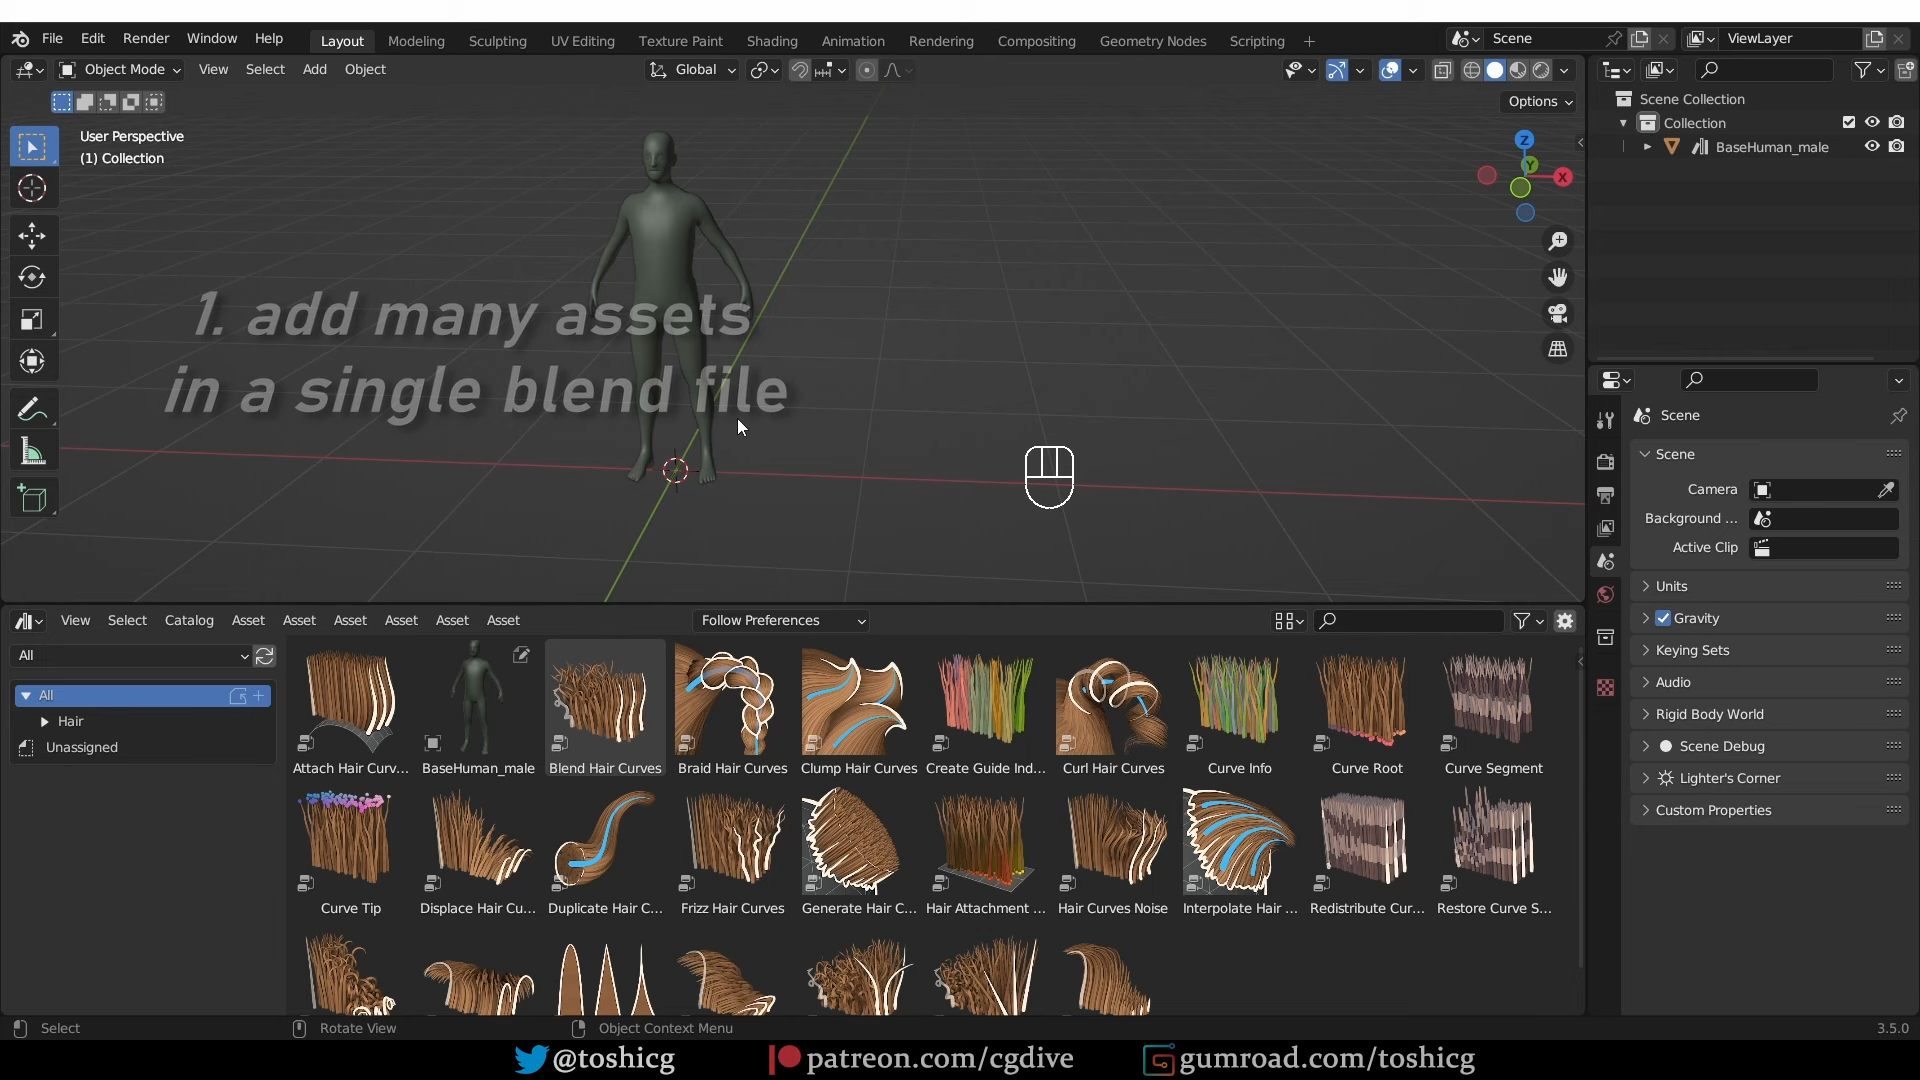 File Edit Render Window Help Layout Modeling Sculpting UV Editing Texture Paint Shading Animation Rendering Compositing Geometry Nodes Scripting + Scene ViewLayer
Object Mode View Select Add Object Global
Options
User Perspective
(1) Collection
Z
Y
X
Scene Collection
Collection
BaseHuman_male
1. add many assets
in a single blend file
Scene
Scene
Camera
Background ...
Active Clip
Units
Gravity
Keying Sets
Audio
Rigid Body World
Scene Debug
Lighter's Corner
Custom Properties
View Select Catalog Asset Asset Asset Asset Asset Asset Follow Preferences
All
All
Hair
Unassigned
Attach Hair Curv... BaseHuman_male Blend Hair Curves Braid Hair Curves Clump Hair Curves Create Guide Ind... Curl Hair Curves Curve Info Curve Root Curve Segment
Curve Tip Displace Hair Cu... Duplicate Hair C... Frizz Hair Curves Generate Hair C... Hair Attachment ... Hair Curves Noise Interpolate Hair ... Redistribute Cur... Restore Curve S...
Select Rotate View Object Context Menu 3.5.0
@toshicg patreon.com/cgdive gumroad.com/toshicg